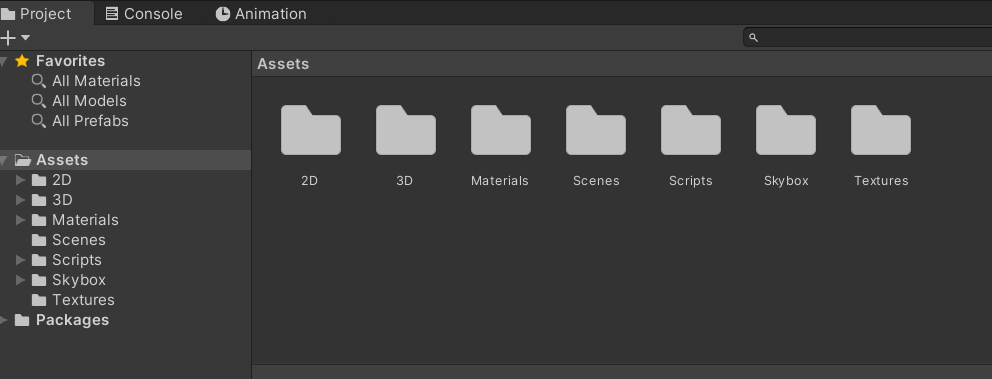 Project Console Animation
Favorites
All Materials
All Models
All Prefabs
Assets
2D
3D
Materials
Scenes
Scripts
Skybox
Textures
Packages
Assets
2D 3D Materials Scenes Scripts Skybox Textures